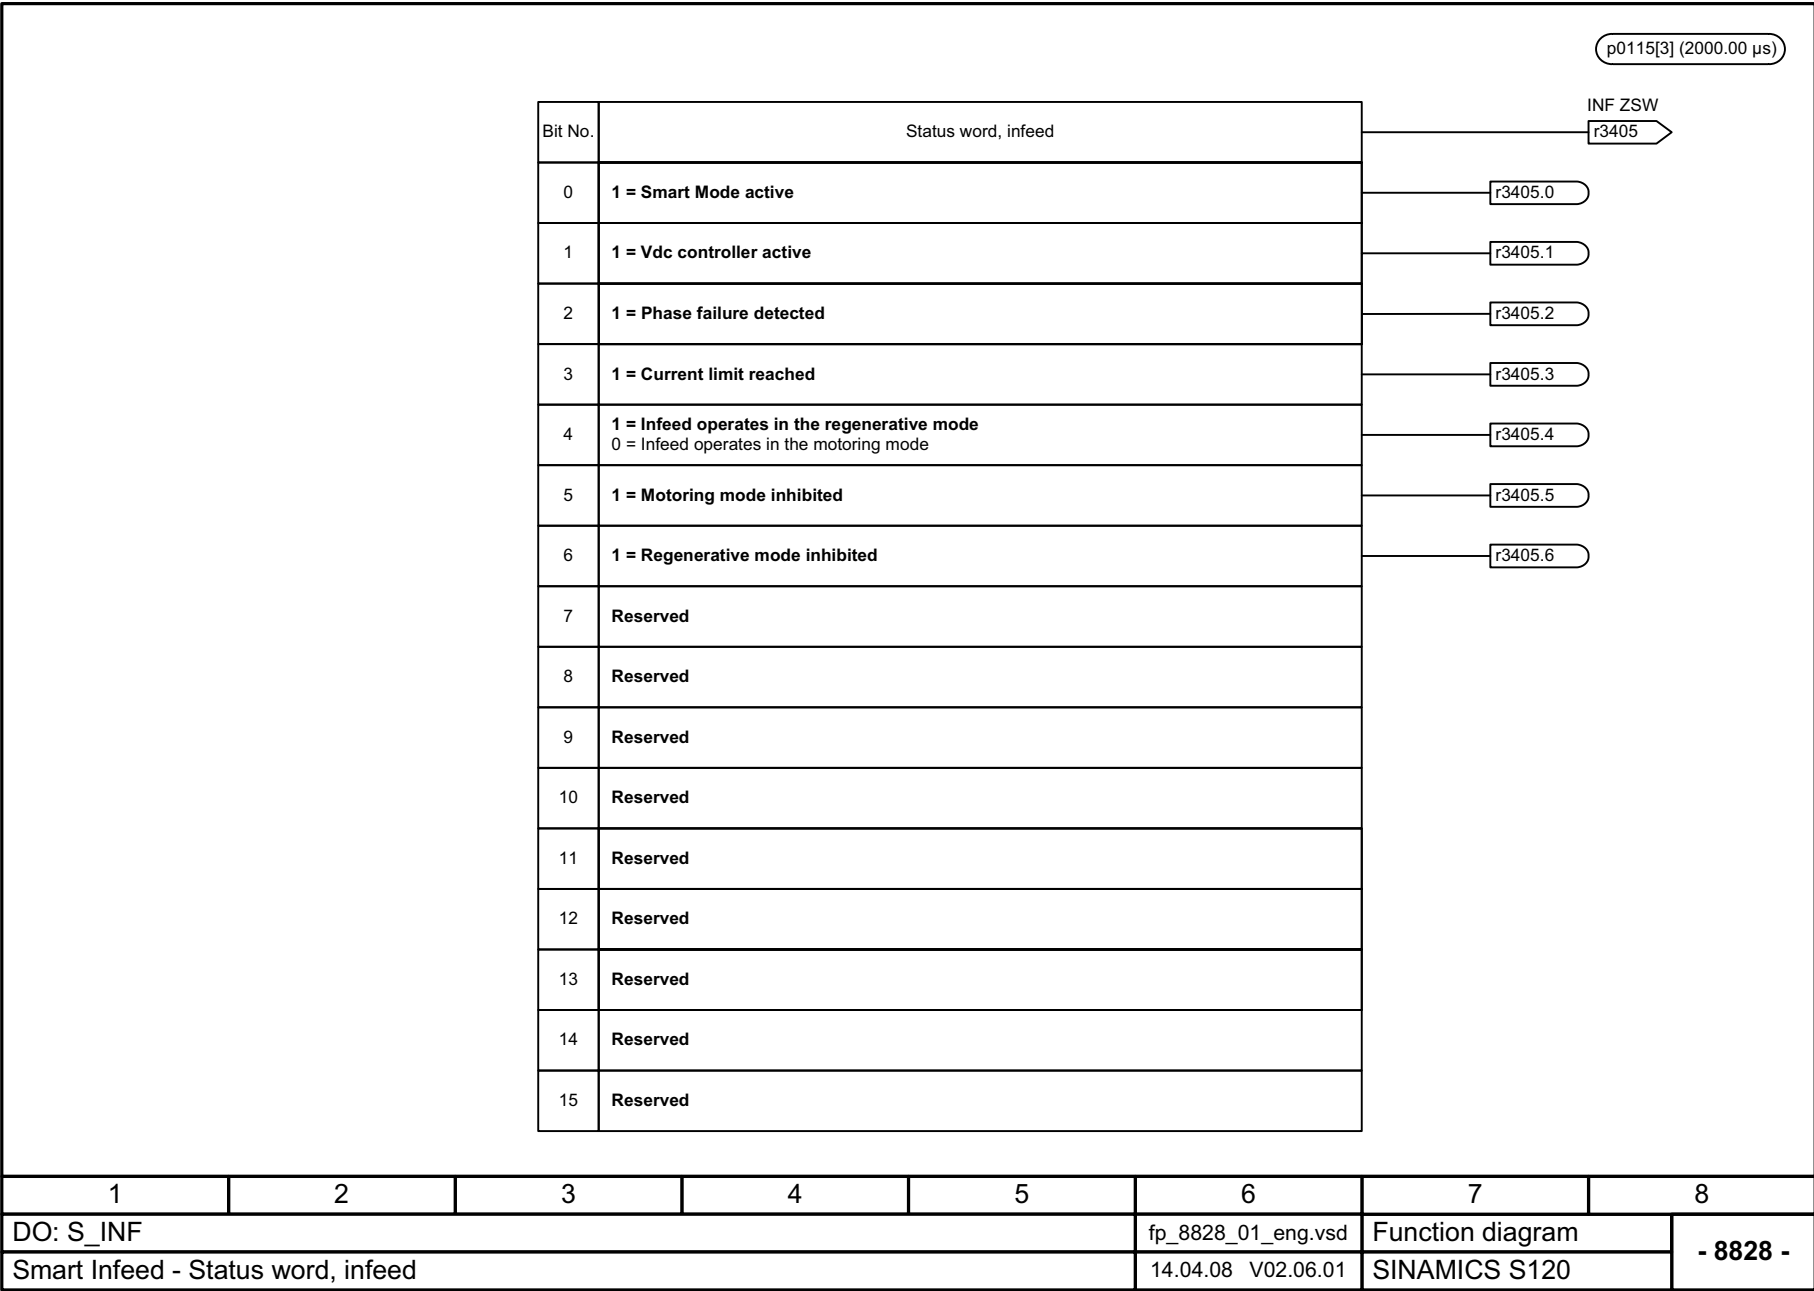 p0115[3] (2000.00 µs)
INF ZSW
Bit No. Status word, infeed r3405
0 1 = Smart Mode active r3405.0
1 1 = Vdc controller active r3405.1
2 1 = Phase failure detected r3405.2
3 1 = Current limit reached r3405.3
4 1 = Infeed operates in the regenerative mode
0 = Infeed operates in the motoring mode r3405.4
5 1 = Motoring mode inhibited r3405.5
6 1 = Regenerative mode inhibited r3405.6
7 Reserved
8 Reserved
9 Reserved
10 Reserved
11 Reserved
12 Reserved
13 Reserved
14 Reserved
15 Reserved
1 2 3 4 5 6 7 8
DO: S_INF fp_8828_01_eng.vsd Function diagram
- 8828 -
Smart Infeed - Status word, infeed 14.04.08 V02.06.01 SINAMICS S120